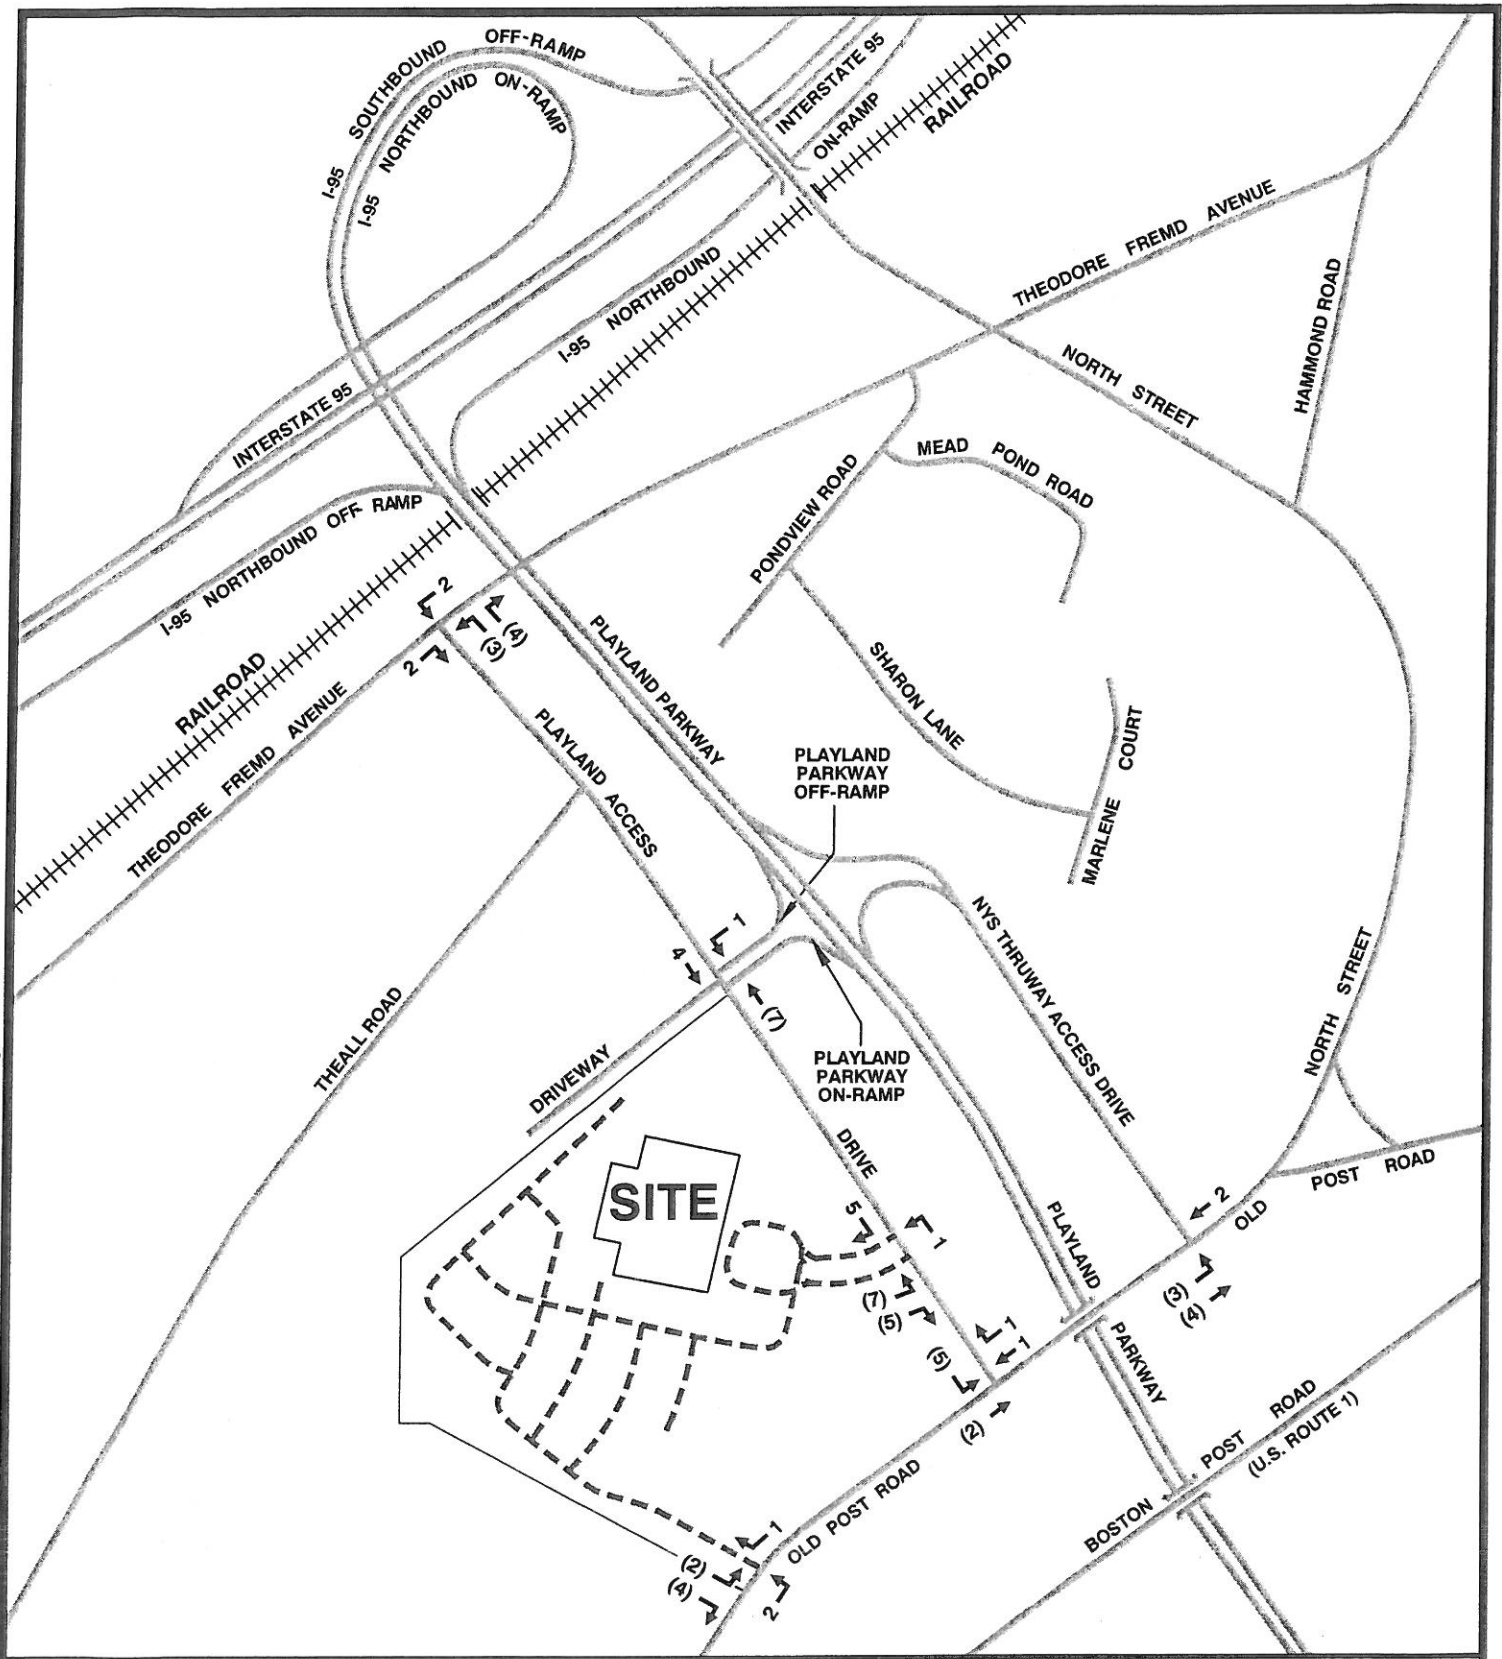 SOUTHBOUND OFF-RAMP
I-95
NORTHBOUND ON-RAMP
I-95
INTERSTATE 95
ON-RAMP
RAILROAD
THEODORE FREMD AVENUE
HAMMOND ROAD
I-95 NORTHBOUND
NORTH STREET
INTERSTATE 95
MEAD POND ROAD
PONDVIEW ROAD
I-95 NORTHBOUND OFF RAMP
2
(4)
(3)
2
PLAYLAND PARKWAY
RAILROAD
THEODORE FREMD AVENUE
SHARON LANE
MARLENE COURT
PLAYLAND ACCESS
PLAYLAND
PARKWAY
OFF-RAMP
NYS THRUWAY ACCESS DRIVE
1
4
(7)
NORTH STREET
THEALL ROAD
DRIVEWAY
PLAYLAND
PARKWAY
ON-RAMP
DRIVE
SITE
POST ROAD
OLD
2
5
1
PLAYLAND
(3)
(4)
(7)
(5)
1
1
(5)
(2)
PARKWAY
POST ROAD
(U.S. ROUTE 1)
BOSTON
OLD POST ROAD
1
(2)
(4)
2